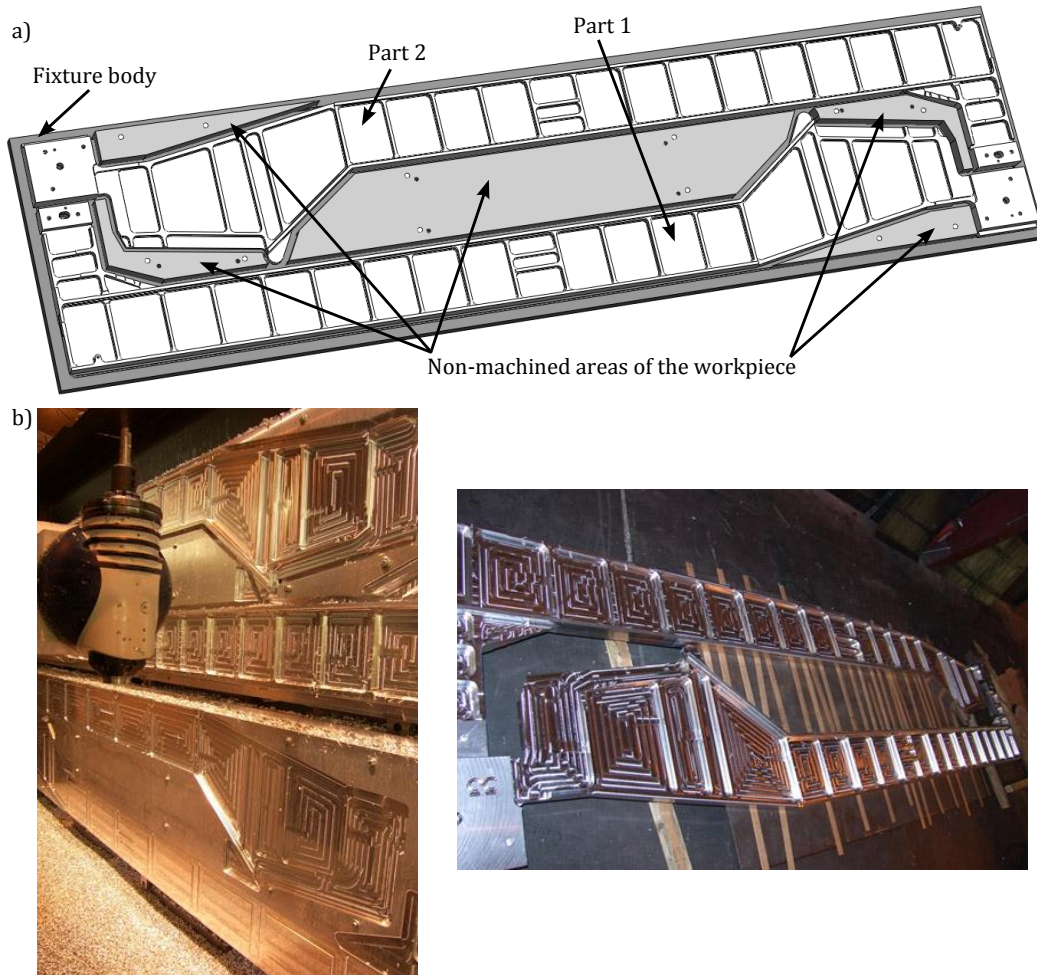 a)
Part 1
Part 2
Fixture body
Non-machined areas of the workpiece
b)